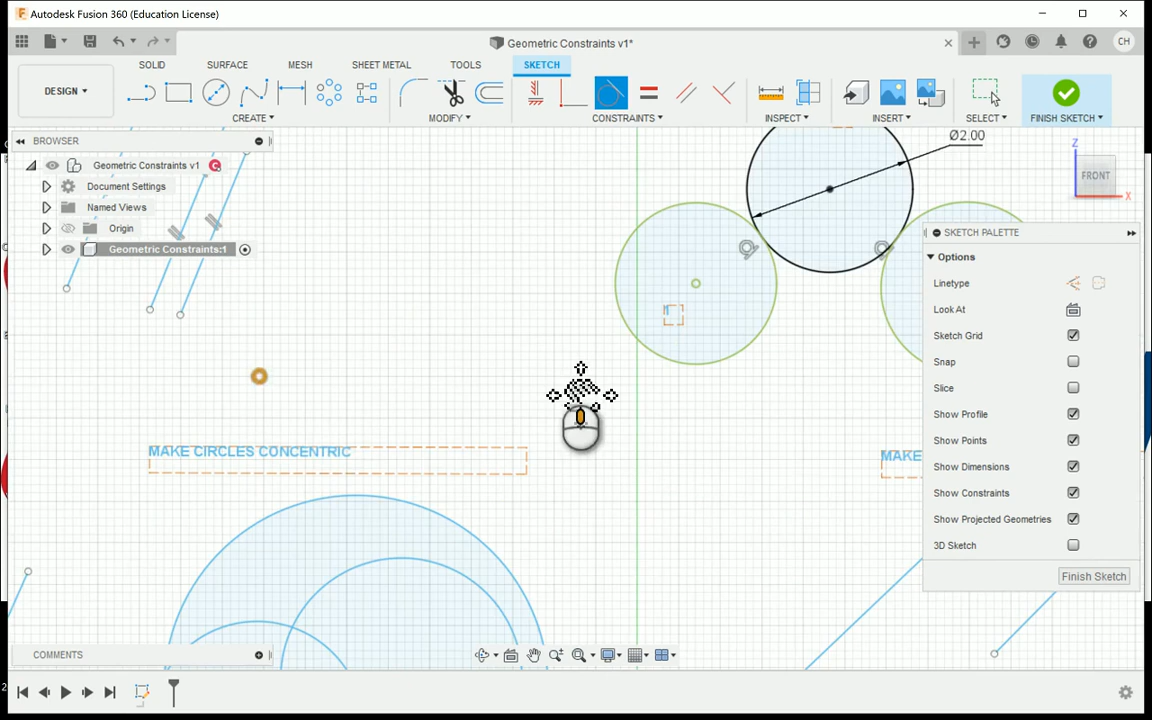 Autodesk Fusion 360 (Education License)
Geometric Constraints v1*
CH
DESIGN
SOLID SURFACE MESH SHEET METAL TOOLS SKETCH
CREATE MODIFY CONSTRAINTS INSPECT INSERT SELECT FINISH SKETCH
BROWSER
Geometric Constraints v1
Document Settings
Named Views
Origin
Geometric Constraints:1
Ø2.00
Z
FRONT
X
SKETCH PALETTE
Options
Linetype
Look At
Sketch Grid
Snap
Slice
Show Profile
Show Points
Show Dimensions
Show Constraints
Show Projected Geometries
3D Sketch
Finish Sketch
MAKE CIRCLES CONCENTRIC
MAKE
COMMENTS